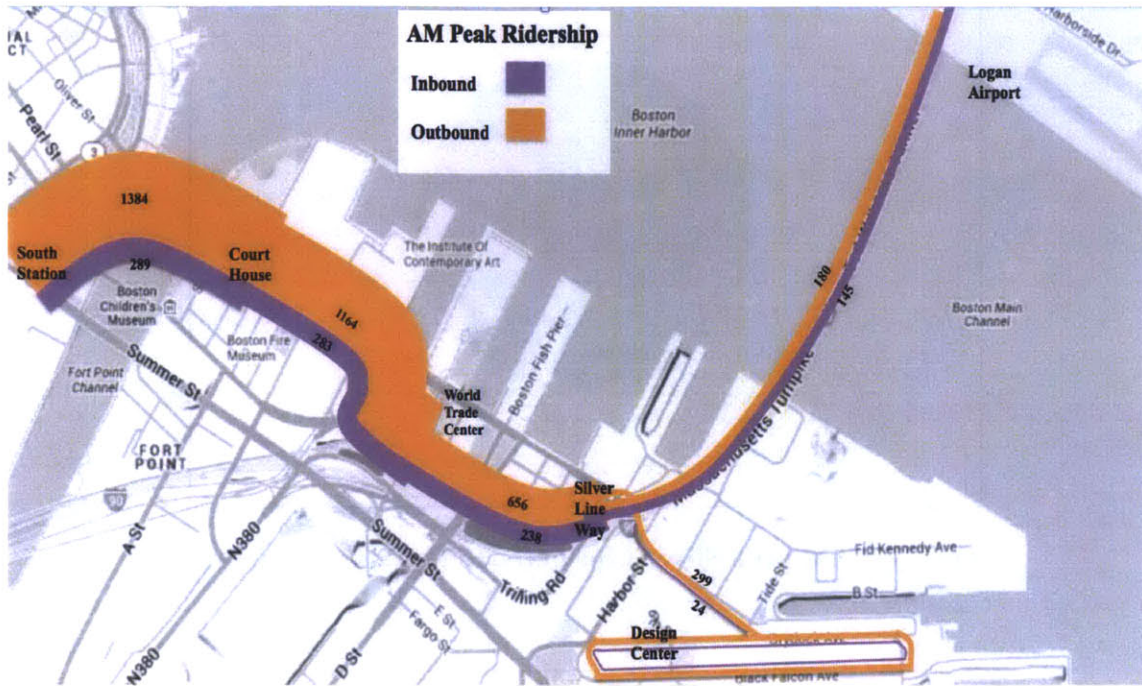 AM Peak Ridership
Inbound
Outbound
Harborside Dr
Logan
Airport
Oliver St
Pearl St
3
Boston
Inner Harbor
1384
South
Station
289
Court
House
The Institute Of
Contemporary Art
180
145
Boston
Children's
Museum
1164
283
Boston Fire
Museum
Boston Main
Channel
Fort Point
Channel
Summer St
Boston Fish Pier
World
Trade
Center
Massachusetts Turnpike
FORT
POINT
90
A St
N380
656
238
Silver
Line
Way
Summer St
Trilling Rd
Harbor St
299
24
Tide St
Fid Kennedy Ave
B St
E St
Fargo St
D St
N380
Design
Center
Black Falcon Ave